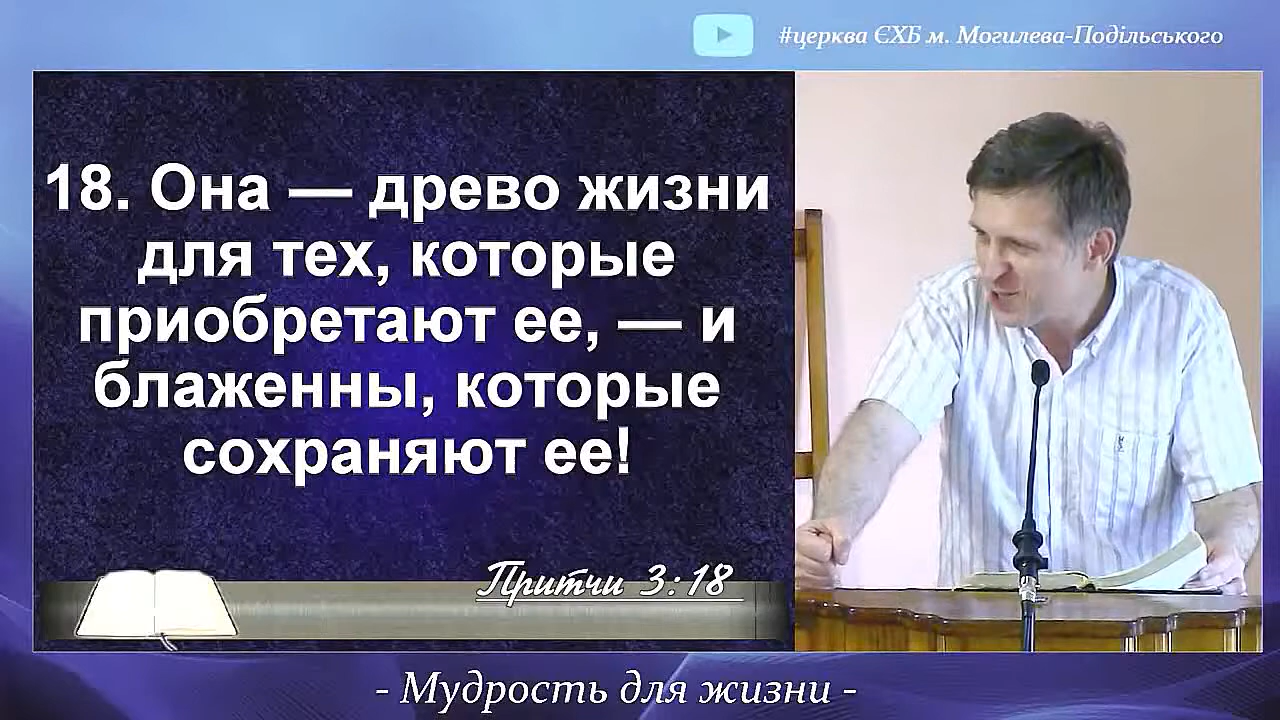 #церква ЄХБ м. Могилева-Подільського
18. Она — древо жизни
для тех, которые
приобретают ее, — и
блаженны, которые
сохраняют ее!
Притчи 3:18
- Мудрость для жизни -